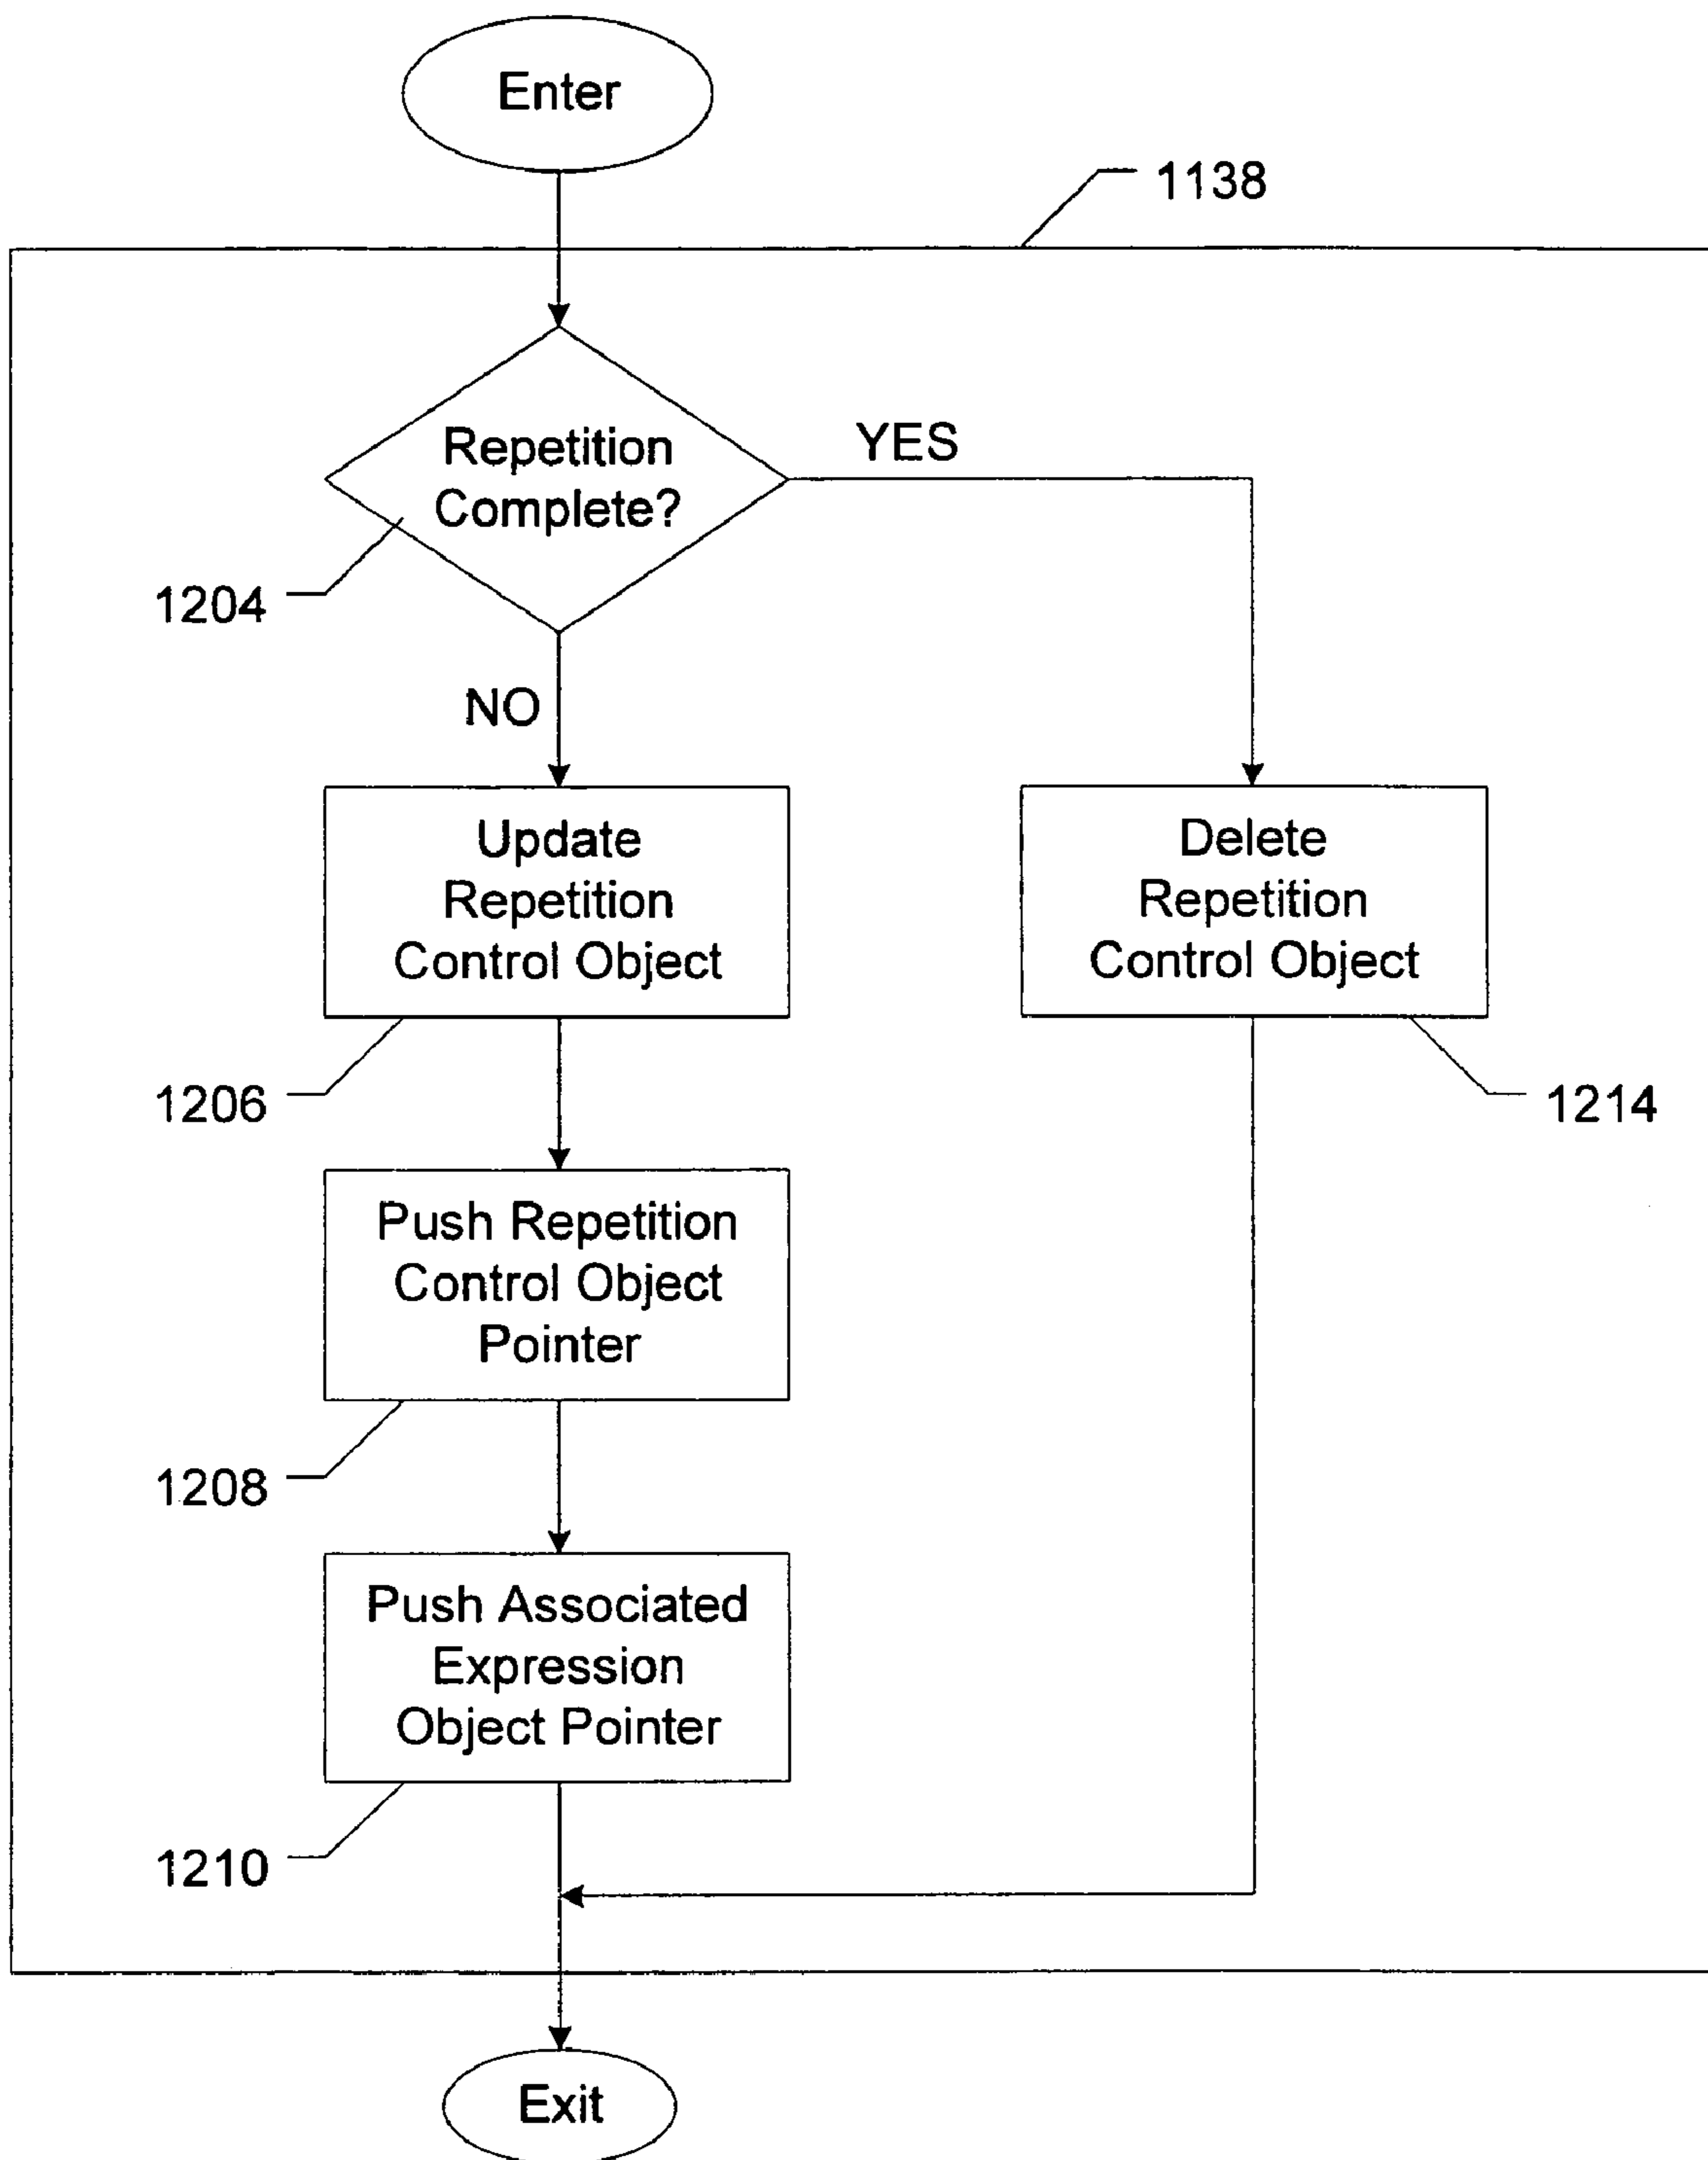 Enter
1138
Repetition
Complete?
YES
1204
NO
Update
Repetition
Control Object
Delete
Repetition
Control Object
1206
1214
Push Repetition
Control Object
Pointer
1208
Push Associated
Expression
Object Pointer
1210
Exit